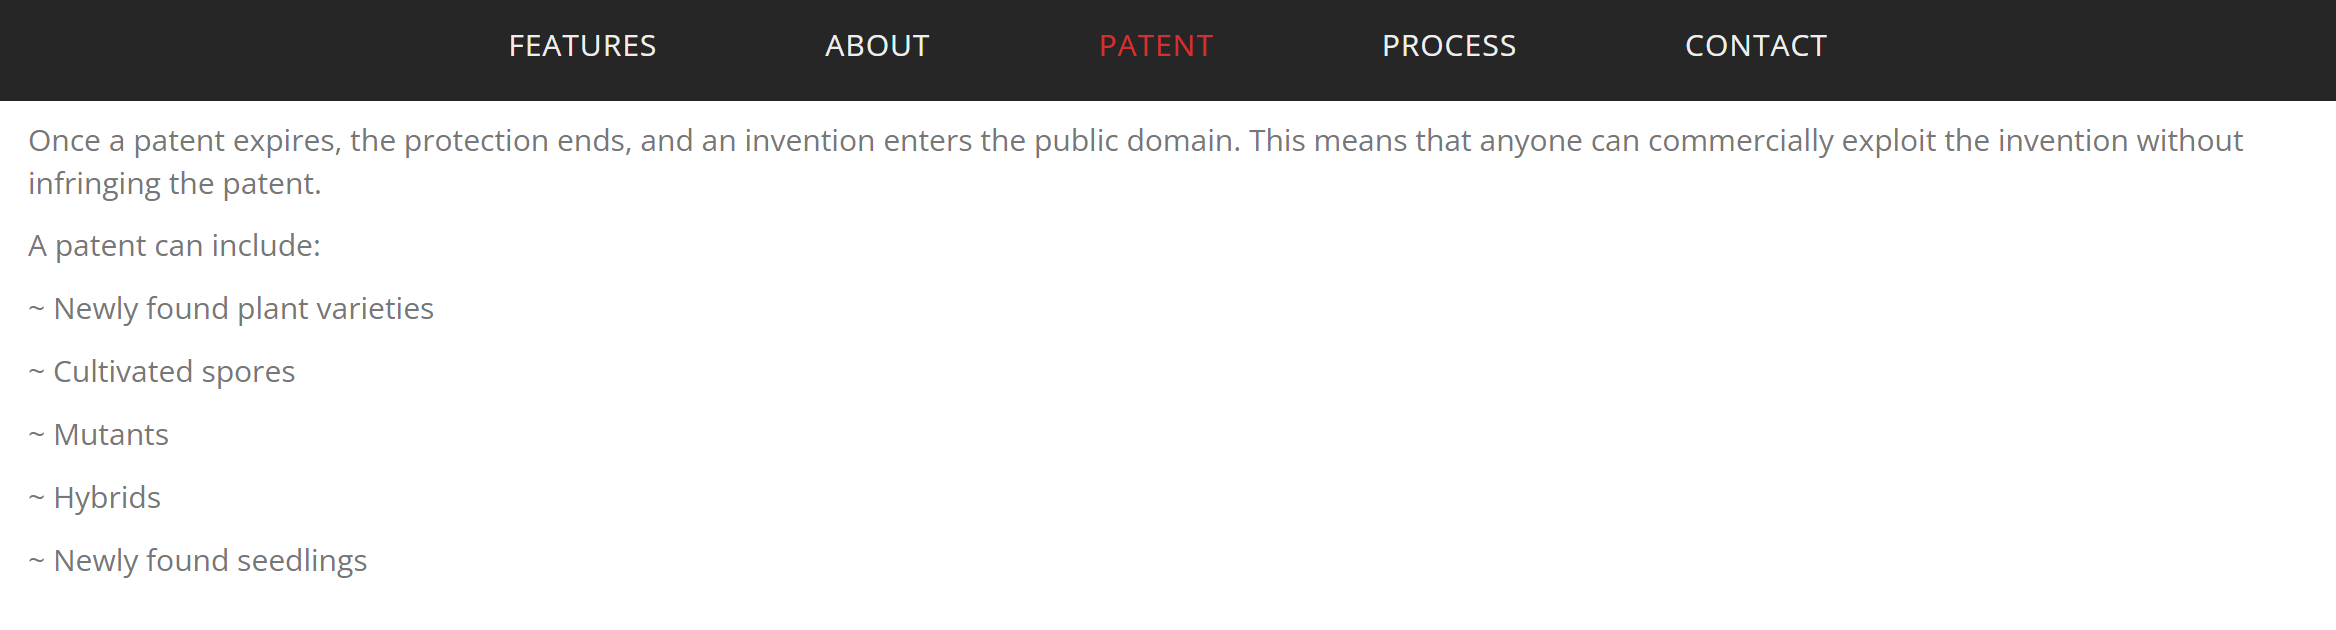 FEATURES ABOUT PATENT PROCESS CONTACT
Once a patent expires, the protection ends, and an invention enters the public domain. This means that anyone can commercially exploit the invention without
infringing the patent.
A patent can include:
~ Newly found plant varieties
~ Cultivated spores
~ Mutants
~ Hybrids
~ Newly found seedlings